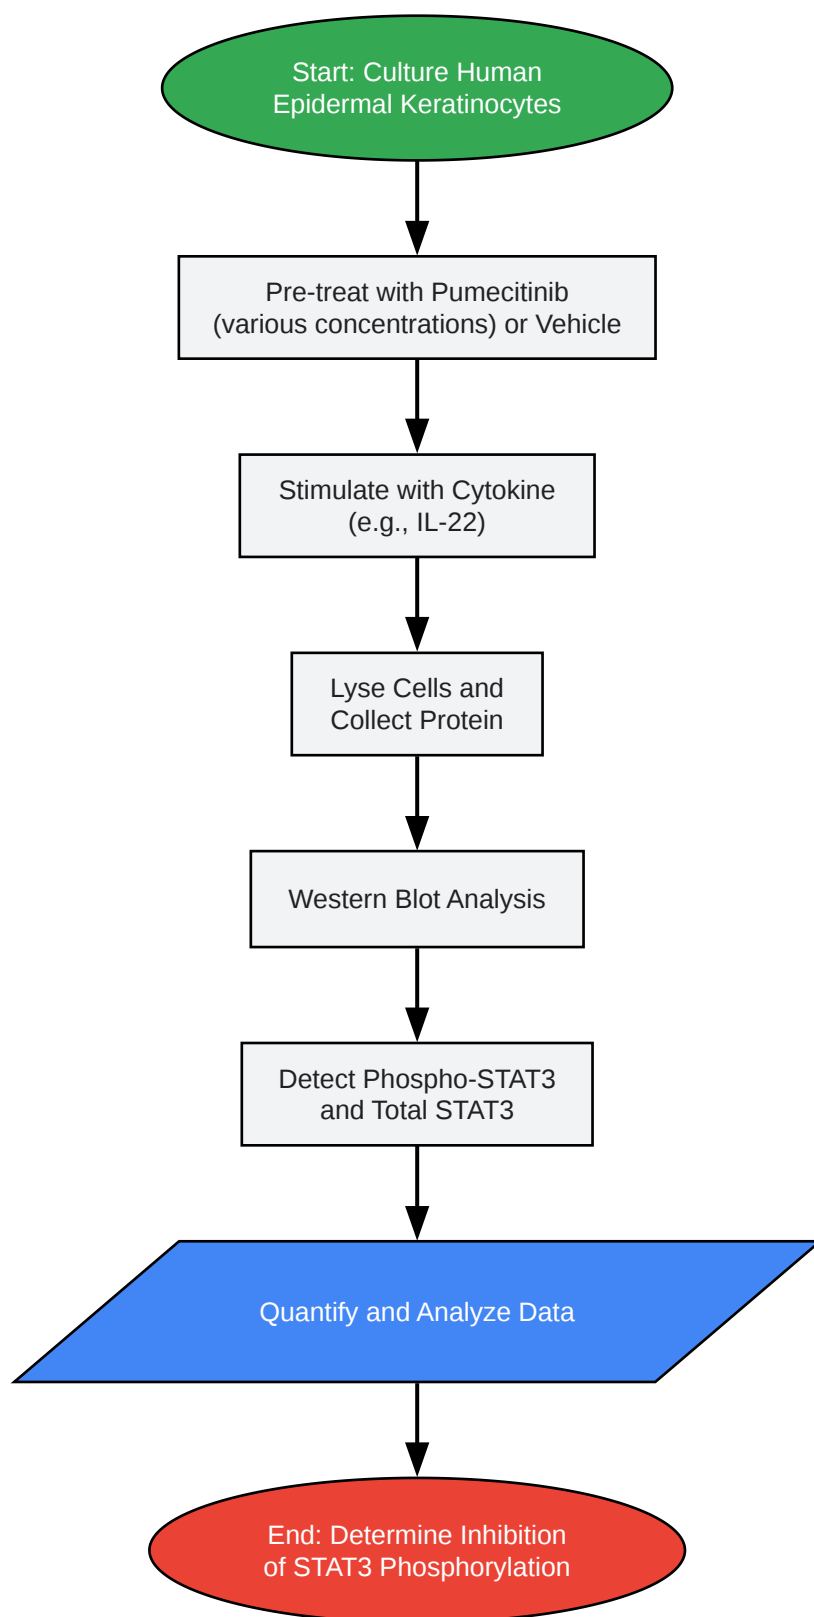 Start: Culture Human
Epidermal Keratinocytes
Pre-treat with Pumecitinib
(various concentrations) or Vehicle
Stimulate with Cytokine
(e.g., IL-22)
Lyse Cells and
Collect Protein
Western Blot Analysis
Detect Phospho-STAT3
and Total STAT3
Quantify and Analyze Data
End: Determine Inhibition
of STAT3 Phosphorylation